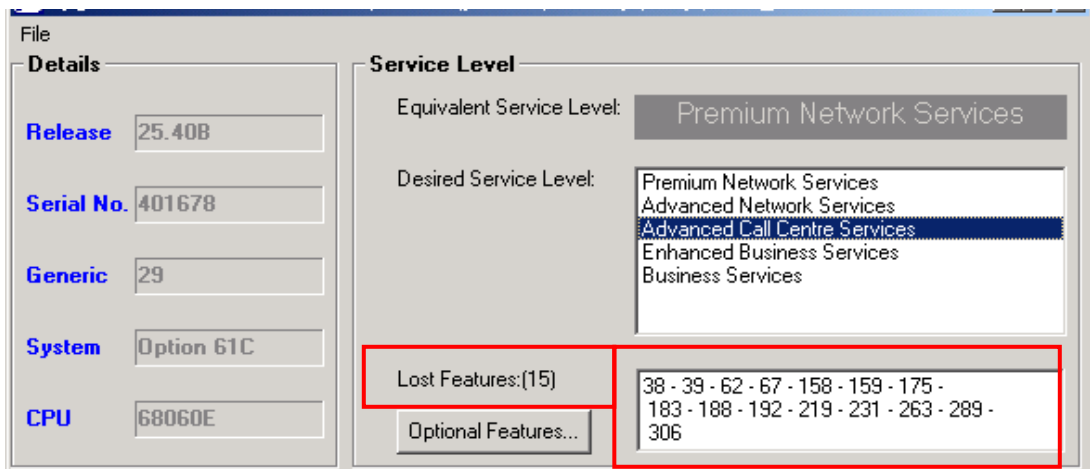 File
Details
Release 25.40B
Serial No. 401678
Generic 29
System Option 61C
CPU 68060E
Service Level
Equivalent Service Level: Premium Network Services
Desired Service Level:
Premium Network Services
Advanced Network Services
Advanced Call Centre Services
Enhanced Business Services
Business Services
Lost Features:(15)
38 - 39 - 62 - 67 - 158 - 159 - 175 -
183 - 188 - 192 - 219 - 231 - 263 - 289 -
306
Optional Features...